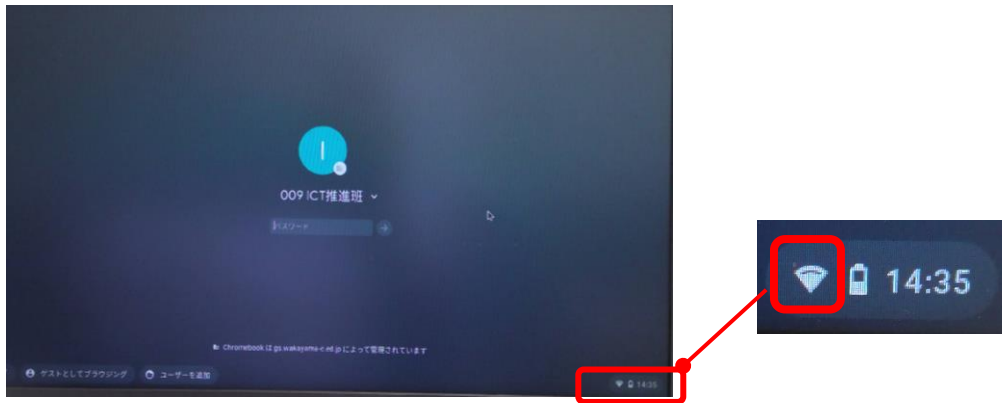 I
009 ICT推進班
パスワード
Chromebook は gs.wakayama-c.ed.jp によって管理されています
ゲストとしてブラウジング
ユーザーを追加
14:35
14:35